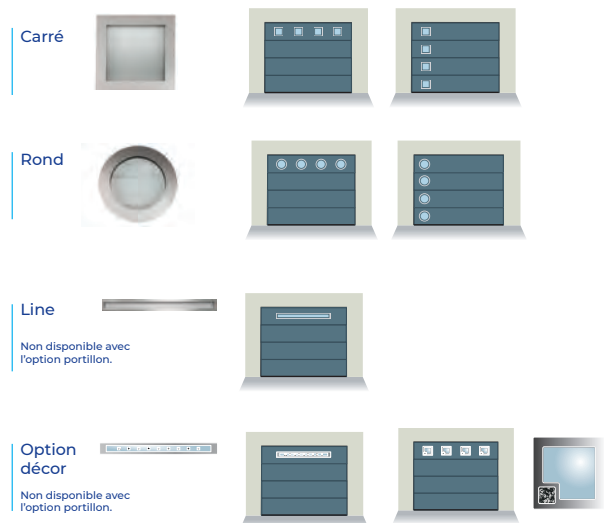 Carré
Rond
Line
Non disponible avec
l'option portillon.
Option
décor
Non disponible avec
l'option portillon.